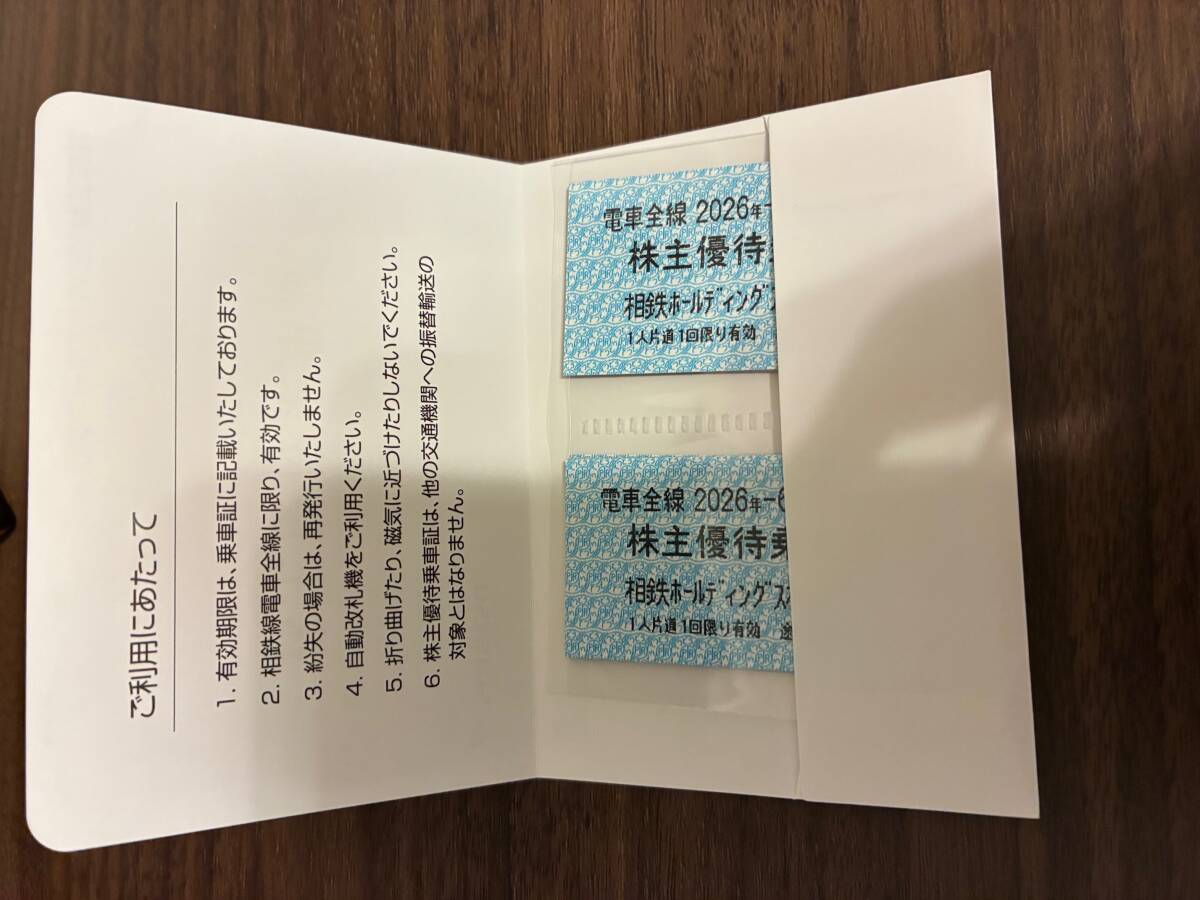 ご利用にあたって
1. 有効期限は、乗車証に記載いたしております。
2. 相鉄線電車全線に限り、有効です。
3. 紛失の場合は、再発行いたしません。
4. 自動改札機をご利用ください。
5. 折り曲げたり、磁気に近づけたりしないでください。
6. 株主優待乗車証は、他の交通機関への振替輸送の
対象とはなりません。
電車全線 2026年-
株主優待
相鉄ホールディングス
1人片道1回限り有効
電車全線 2026年-6
株主優待乗
相鉄ホールディングス
1人片道1回限り有効 途